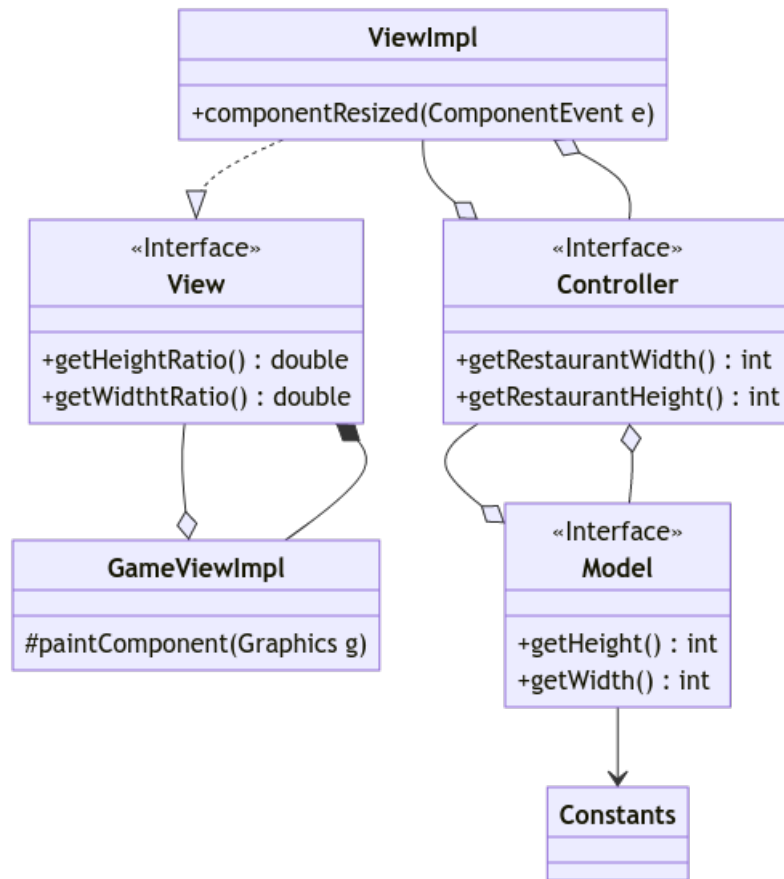 ViewImpl
+componentResized(ComponentEvent e)
«Interface»
View
+getHeightRatio() : double
+getWidthtRatio() : double
«Interface»
Controller
+getRestaurantWidth() : int
+getRestaurantHeight() : int
GameViewImpl
#paintComponent(Graphics g)
«Interface»
Model
+getHeight() : int
+getWidth() : int
Constants